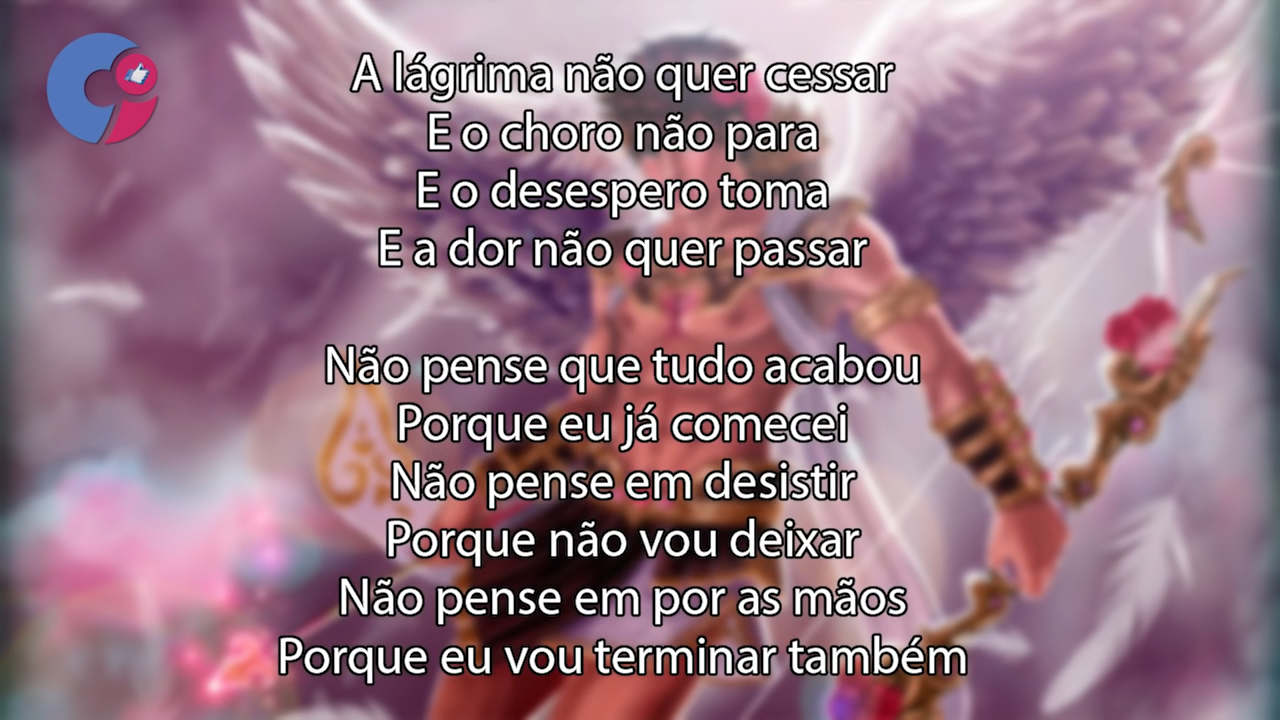 A lágrima não quer cessar
E o choro não para
E o desespero toma
E a dor não quer passar
Não pense que tudo acabou
Porque eu já comecei
Não pense em desistir
Porque não vou deixar
Não pense em por as mãos
Porque eu vou terminar também